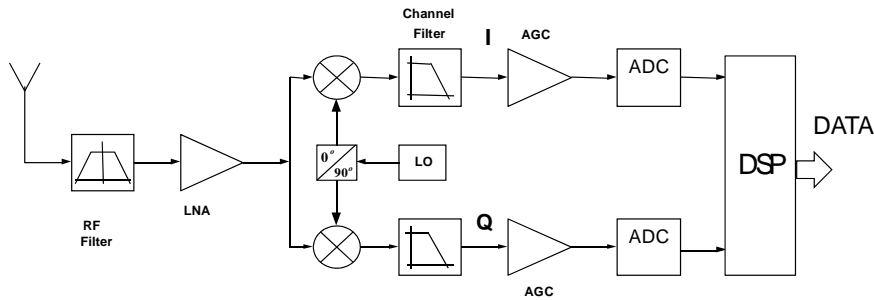 Channel
Filter
I
AGC
ADC
DATA
0°
90°
LO
DSP
LNA
RF
Filter
Q
ADC
AGC